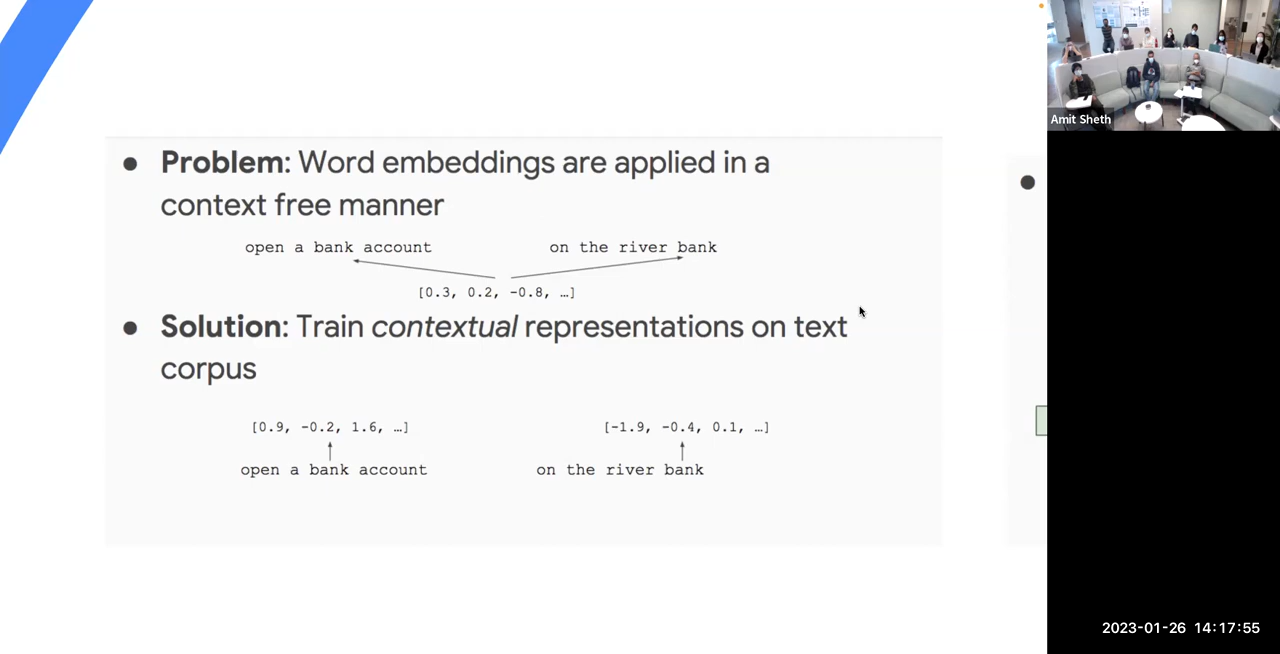 ● Problem: Word embeddings are applied in a
context free manner
open a bank account on the river bank
[0.3, 0.2, -0.8, …]
● Solution: Train contextual representations on text
corpus
[0.9, -0.2, 1.6, …] [-1.9, -0.4, 0.1, …]
open a bank account on the river bank
●
Amit Sheth
2023-01-26 14:17:55